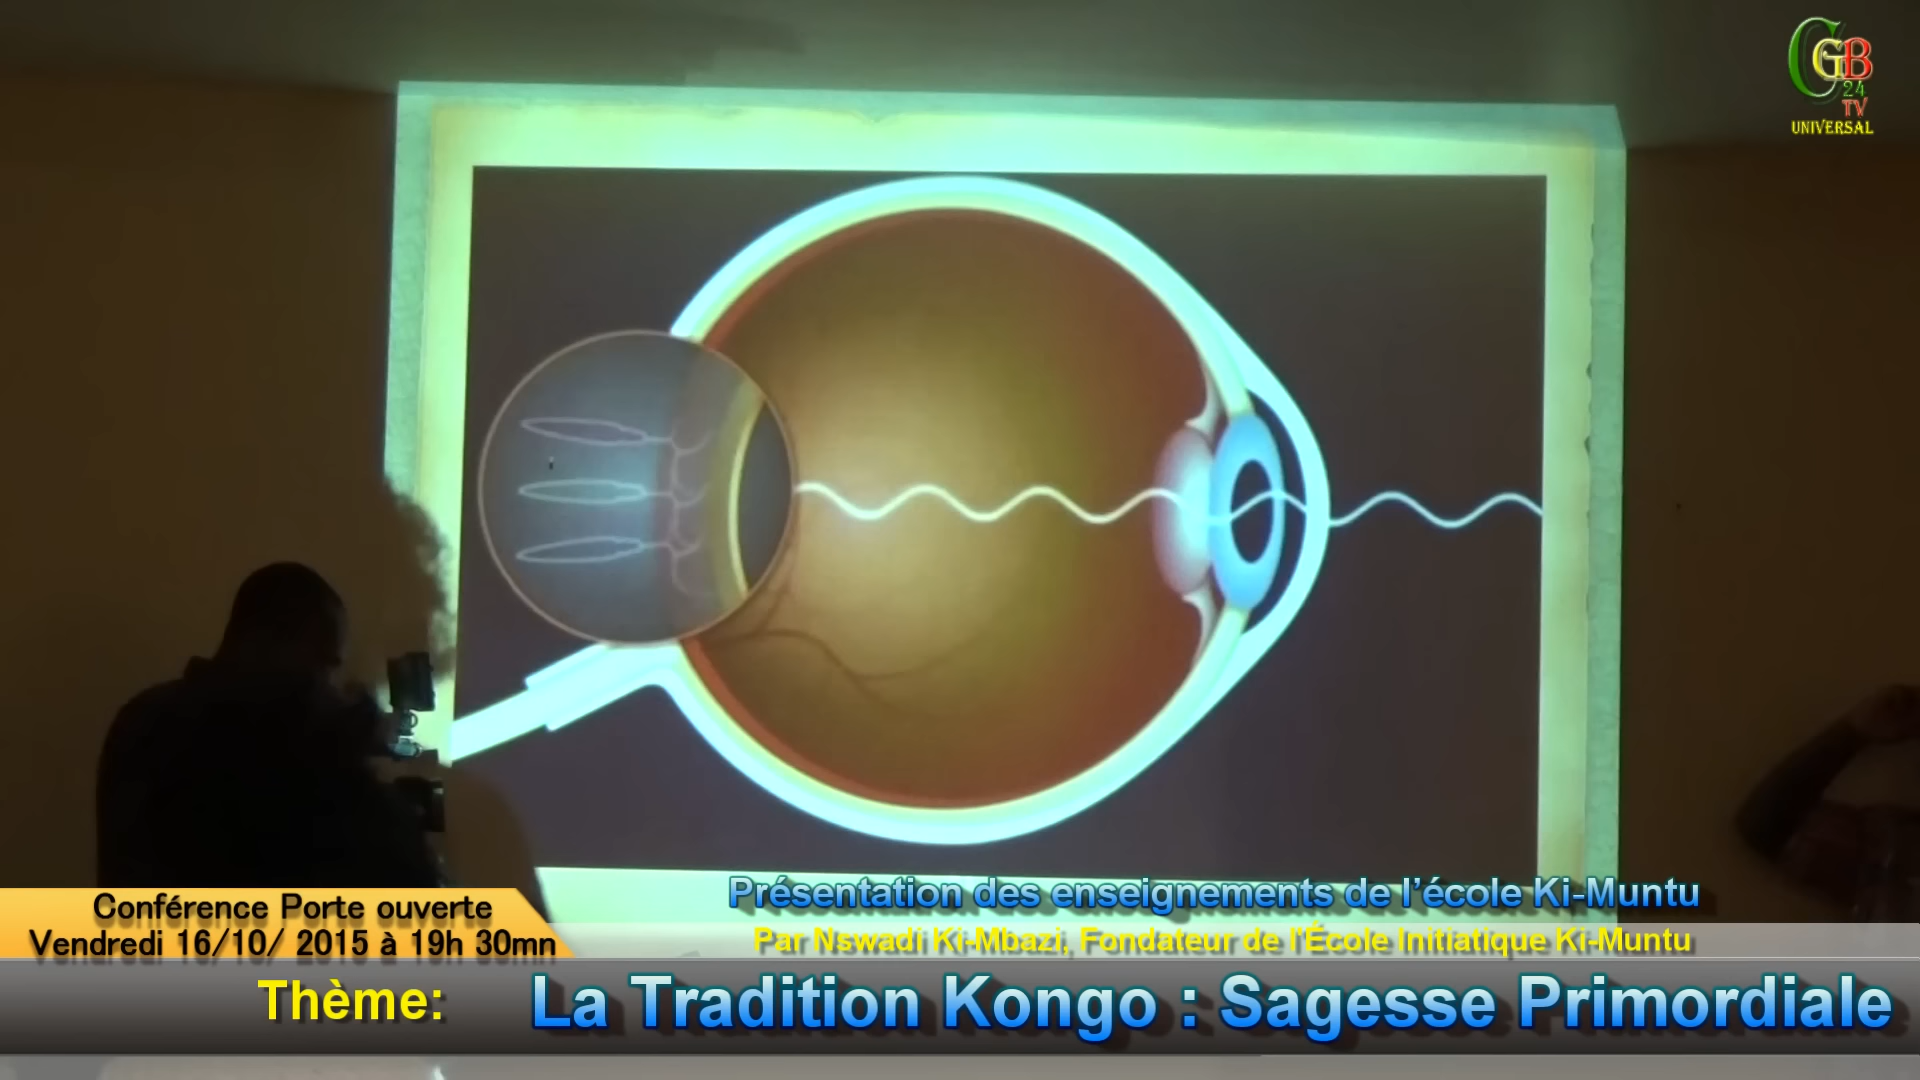 CGB
24
TV
UNIVERSAL
Présentation des enseignements de l'école Ki-Muntu
Conférence Porte ouverte
Vendredi 16/10/ 2015 à 19h 30mn
Par Nswadi Ki-Mbazi, Fondateur de l'École Initiatique Ki-Muntu
Thème: La Tradition Kongo : Sagesse Primordiale